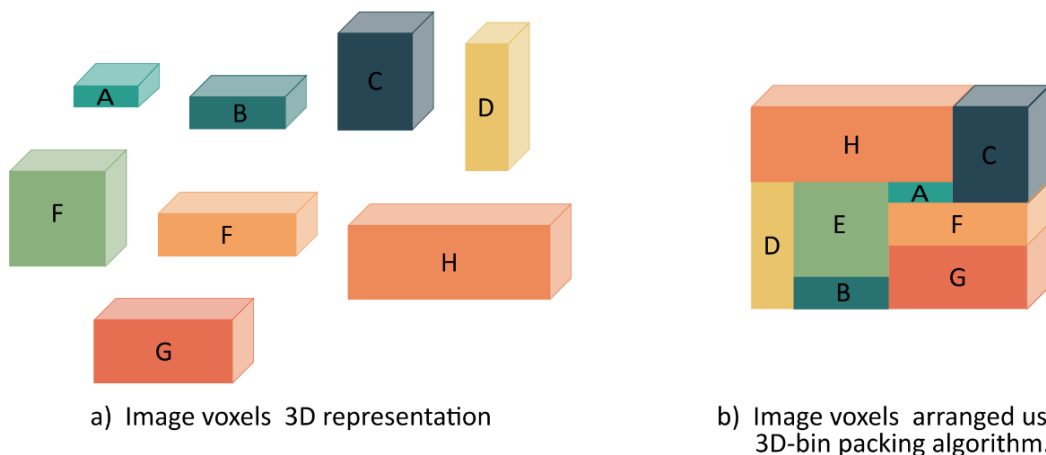 A
B
C
D
F
F
H
G
a) Image voxels 3D representation
H
C
A
E
F
D
B
G
b) Image voxels arranged us
3D-bin packing algorithm.